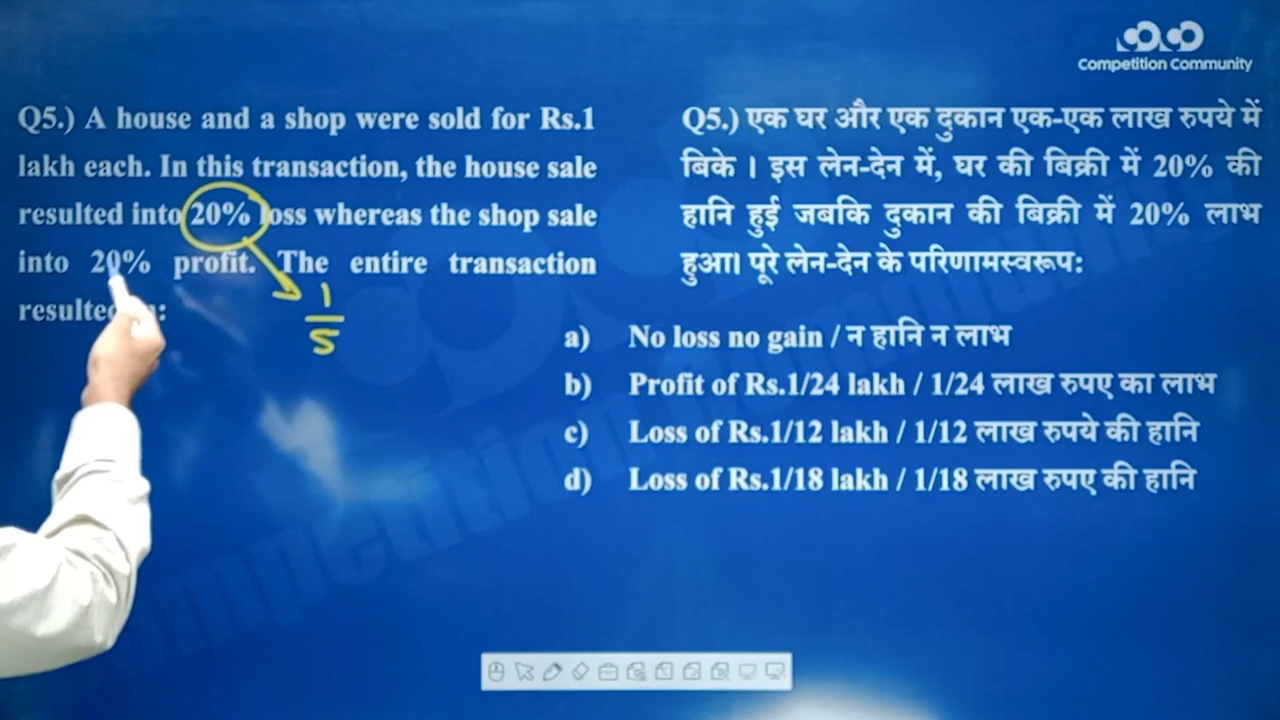 Competition Community
Q5.) A house and a shop were sold for Rs.1
lakh each. In this transaction, the house sale
resulted into 20% loss whereas the shop sale
into 20% profit. The entire transaction
resulted
1
5
Q5.) एक घर और एक दुकान एक-एक लाख रुपये में
बिके । इस लेन-देन में, घर की बिक्री में 20% की
हानि हुई जबकि दुकान की बिक्री में 20% लाभ
हुआ। पूरे लेन-देन के परिणामस्वरूप:
a) No loss no gain / न हानि न लाभ
b) Profit of Rs.1/24 lakh / 1/24 लाख रुपए का लाभ
c) Loss of Rs.1/12 lakh / 1/12 लाख रुपये की हानि
d) Loss of Rs.1/18 lakh / 1/18 लाख रुपए की हानि